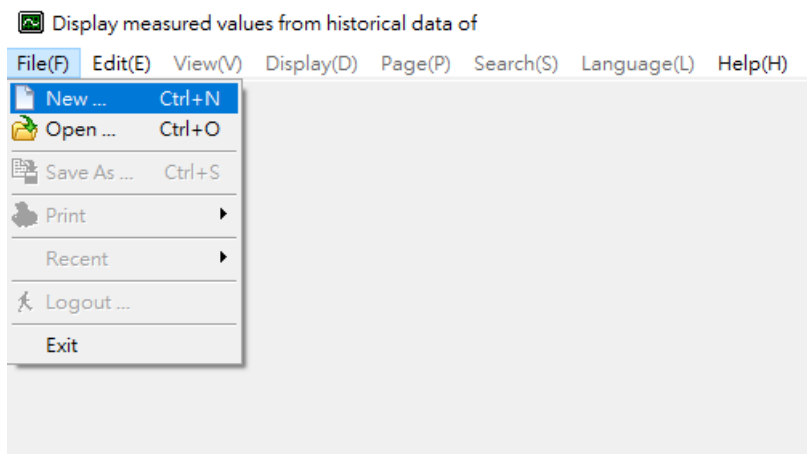 Display measured values from historical data of
File(F) Edit(E) View(V) Display(D) Page(P) Search(S) Language(L) Help(H)
New ... Ctrl+N
Open ... Ctrl+O
Save As ... Ctrl+S
Print
Recent
Logout ...
Exit